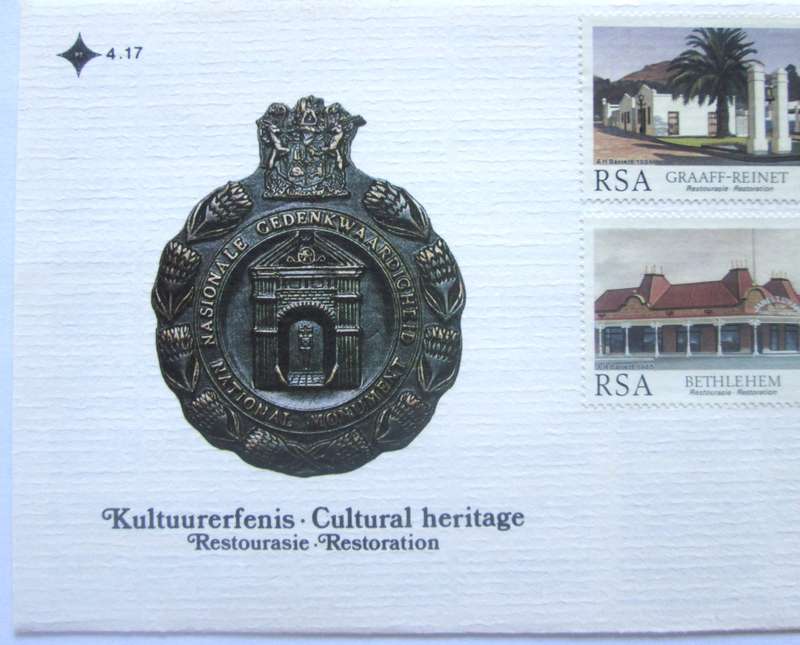 4.17
NASIONALE GEDENKWAARDIGHEID
NATIONAL MONUMENT
Kultuurerfenis · Cultural heritage
Restourasie · Restoration
RSA GRAAFF-REINET
Restourasie · Restoration
RSA BETHLEHEM
Restourasie · Restoration